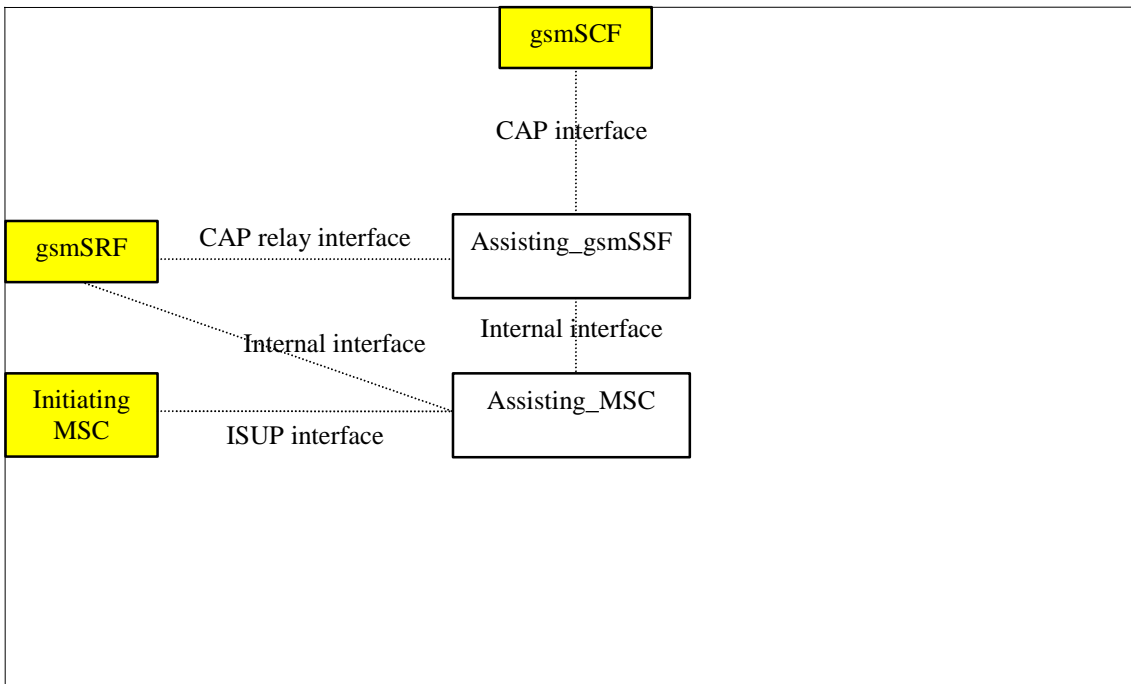 gsmSCF
CAP interface
gsmSRF
CAP relay interface
Assisting_gsmSSF
Internal interface
Internal interface
Initiating
MSC
Assisting_MSC
ISUP interface